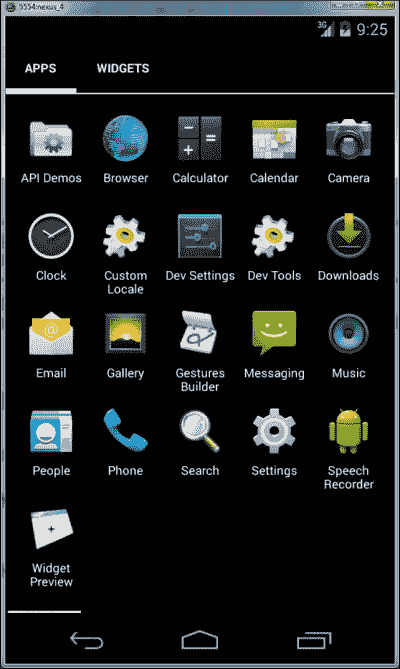 5554:nexus_4
3G 9:25
APPS WIDGETS
API Demos Browser Calculator Calendar Camera
Clock Custom Locale Dev Settings Dev Tools Downloads
Email Gallery Gestures Builder Messaging Music
People Phone Search Settings Speech Recorder
Widget Preview